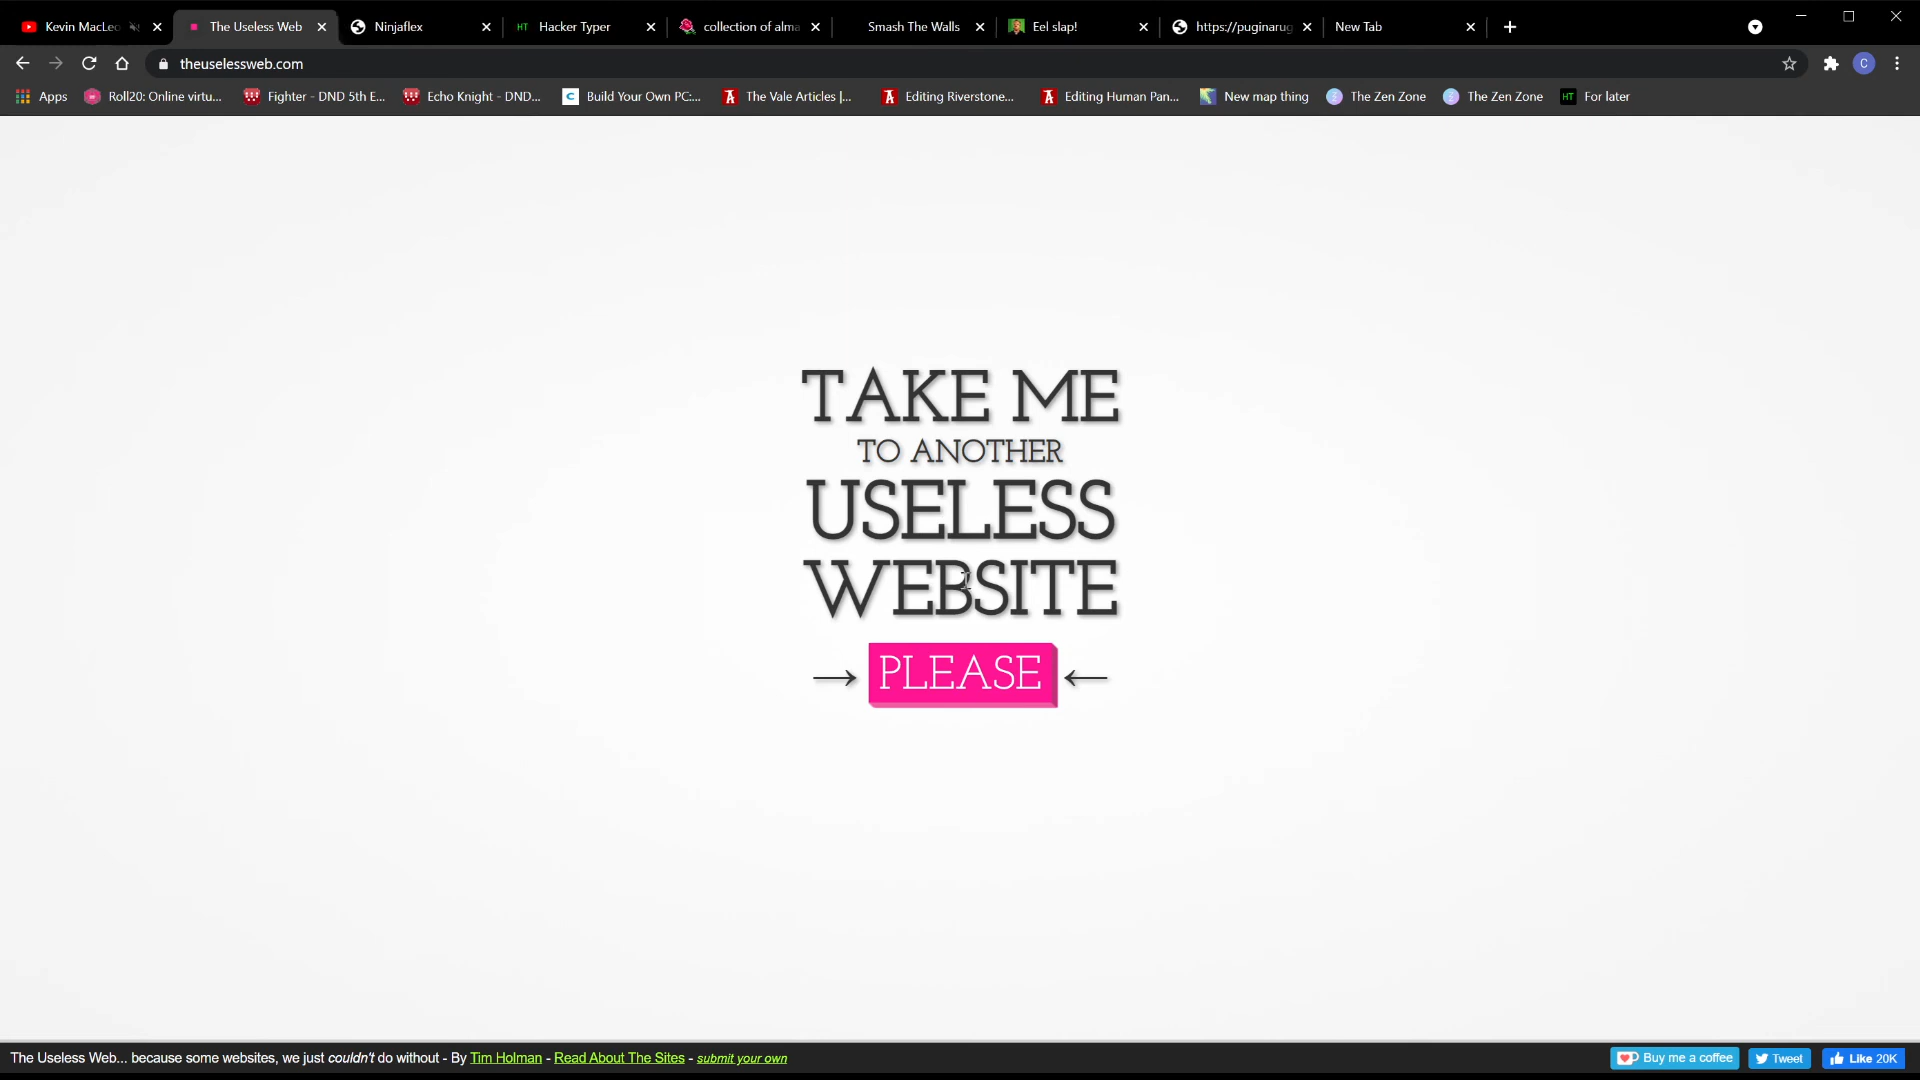 Kevin MacLeo
The Useless Web
Ninjaflex
HT Hacker Typer
collection of alma
Smash The Walls
Eel slap!
https://puginarug
New Tab
theuselessweb.com
C
Apps
Roll20: Online virtu...
Fighter - DND 5th E...
Echo Knight - DND...
C Build Your Own PC:...
The Vale Articles |...
Editing Riverstone...
Editing Human Pan...
New map thing
The Zen Zone
The Zen Zone
HT For later
TAKE ME
TO ANOTHER
USELESS
WEBSITE
→ PLEASE ←
The Useless Web... because some websites, we just couldn't do without - By Tim Holman - Read About The Sites - submit your own
Buy me a coffee
Tweet
Like 20K